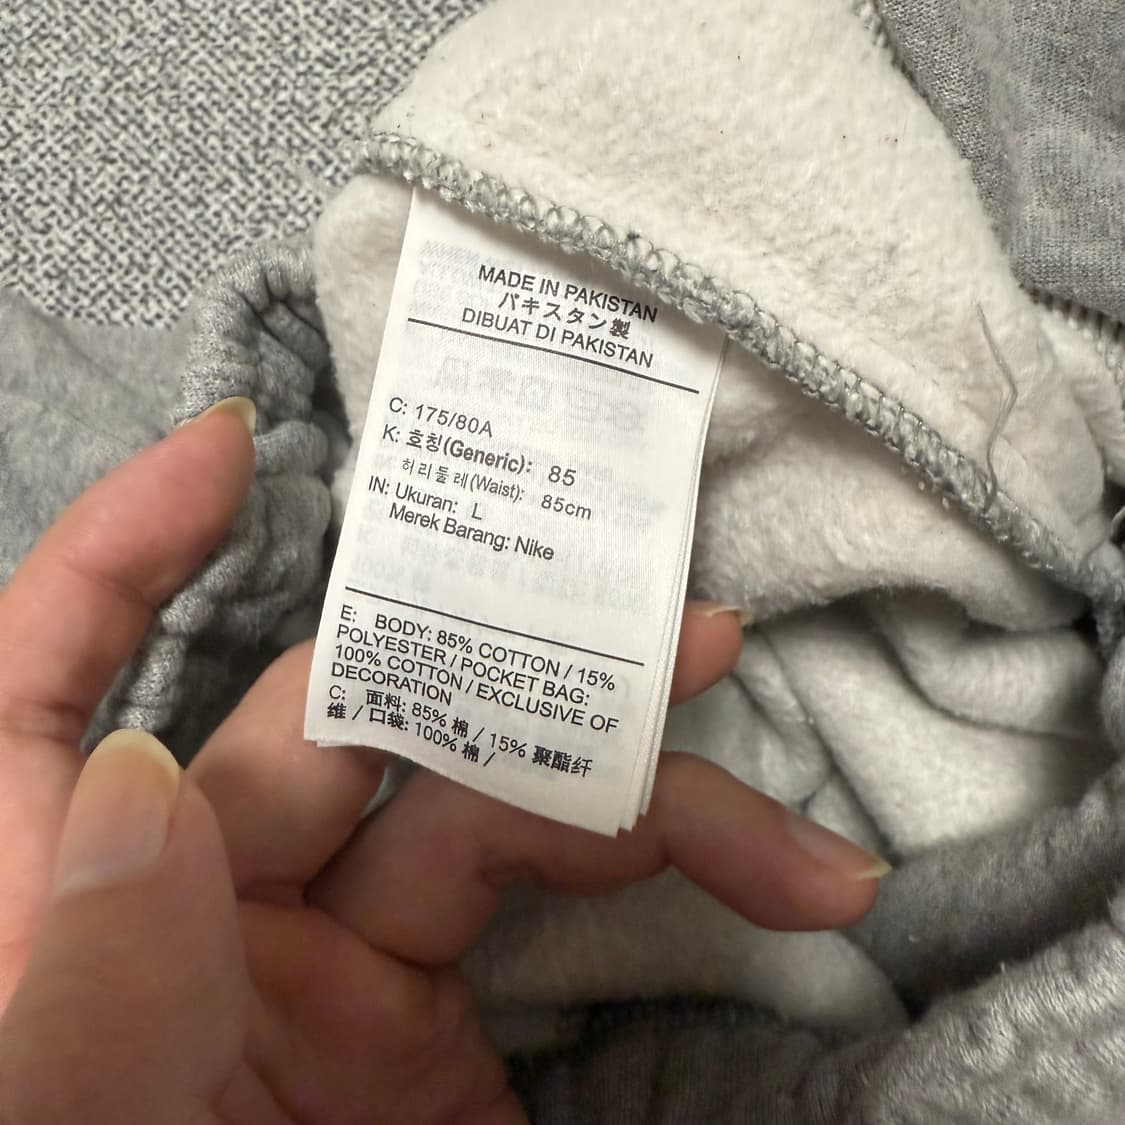 MADE IN PAKISTAN
パキスタン製
DIBUAT DI PAKISTAN
C: 175/80A
K: 호칭(Generic): 85
허리둘레(Waist): 85cm
IN: Ukuran: L
Merek Barang: Nike
E: BODY: 85% COTTON / 15%
POLYESTER / POCKET BAG:
100% COTTON / EXCLUSIVE OF
DECORATION
C: 面料: 85% 棉 / 15% 聚酯纤
维 / 口袋: 100% 棉 /